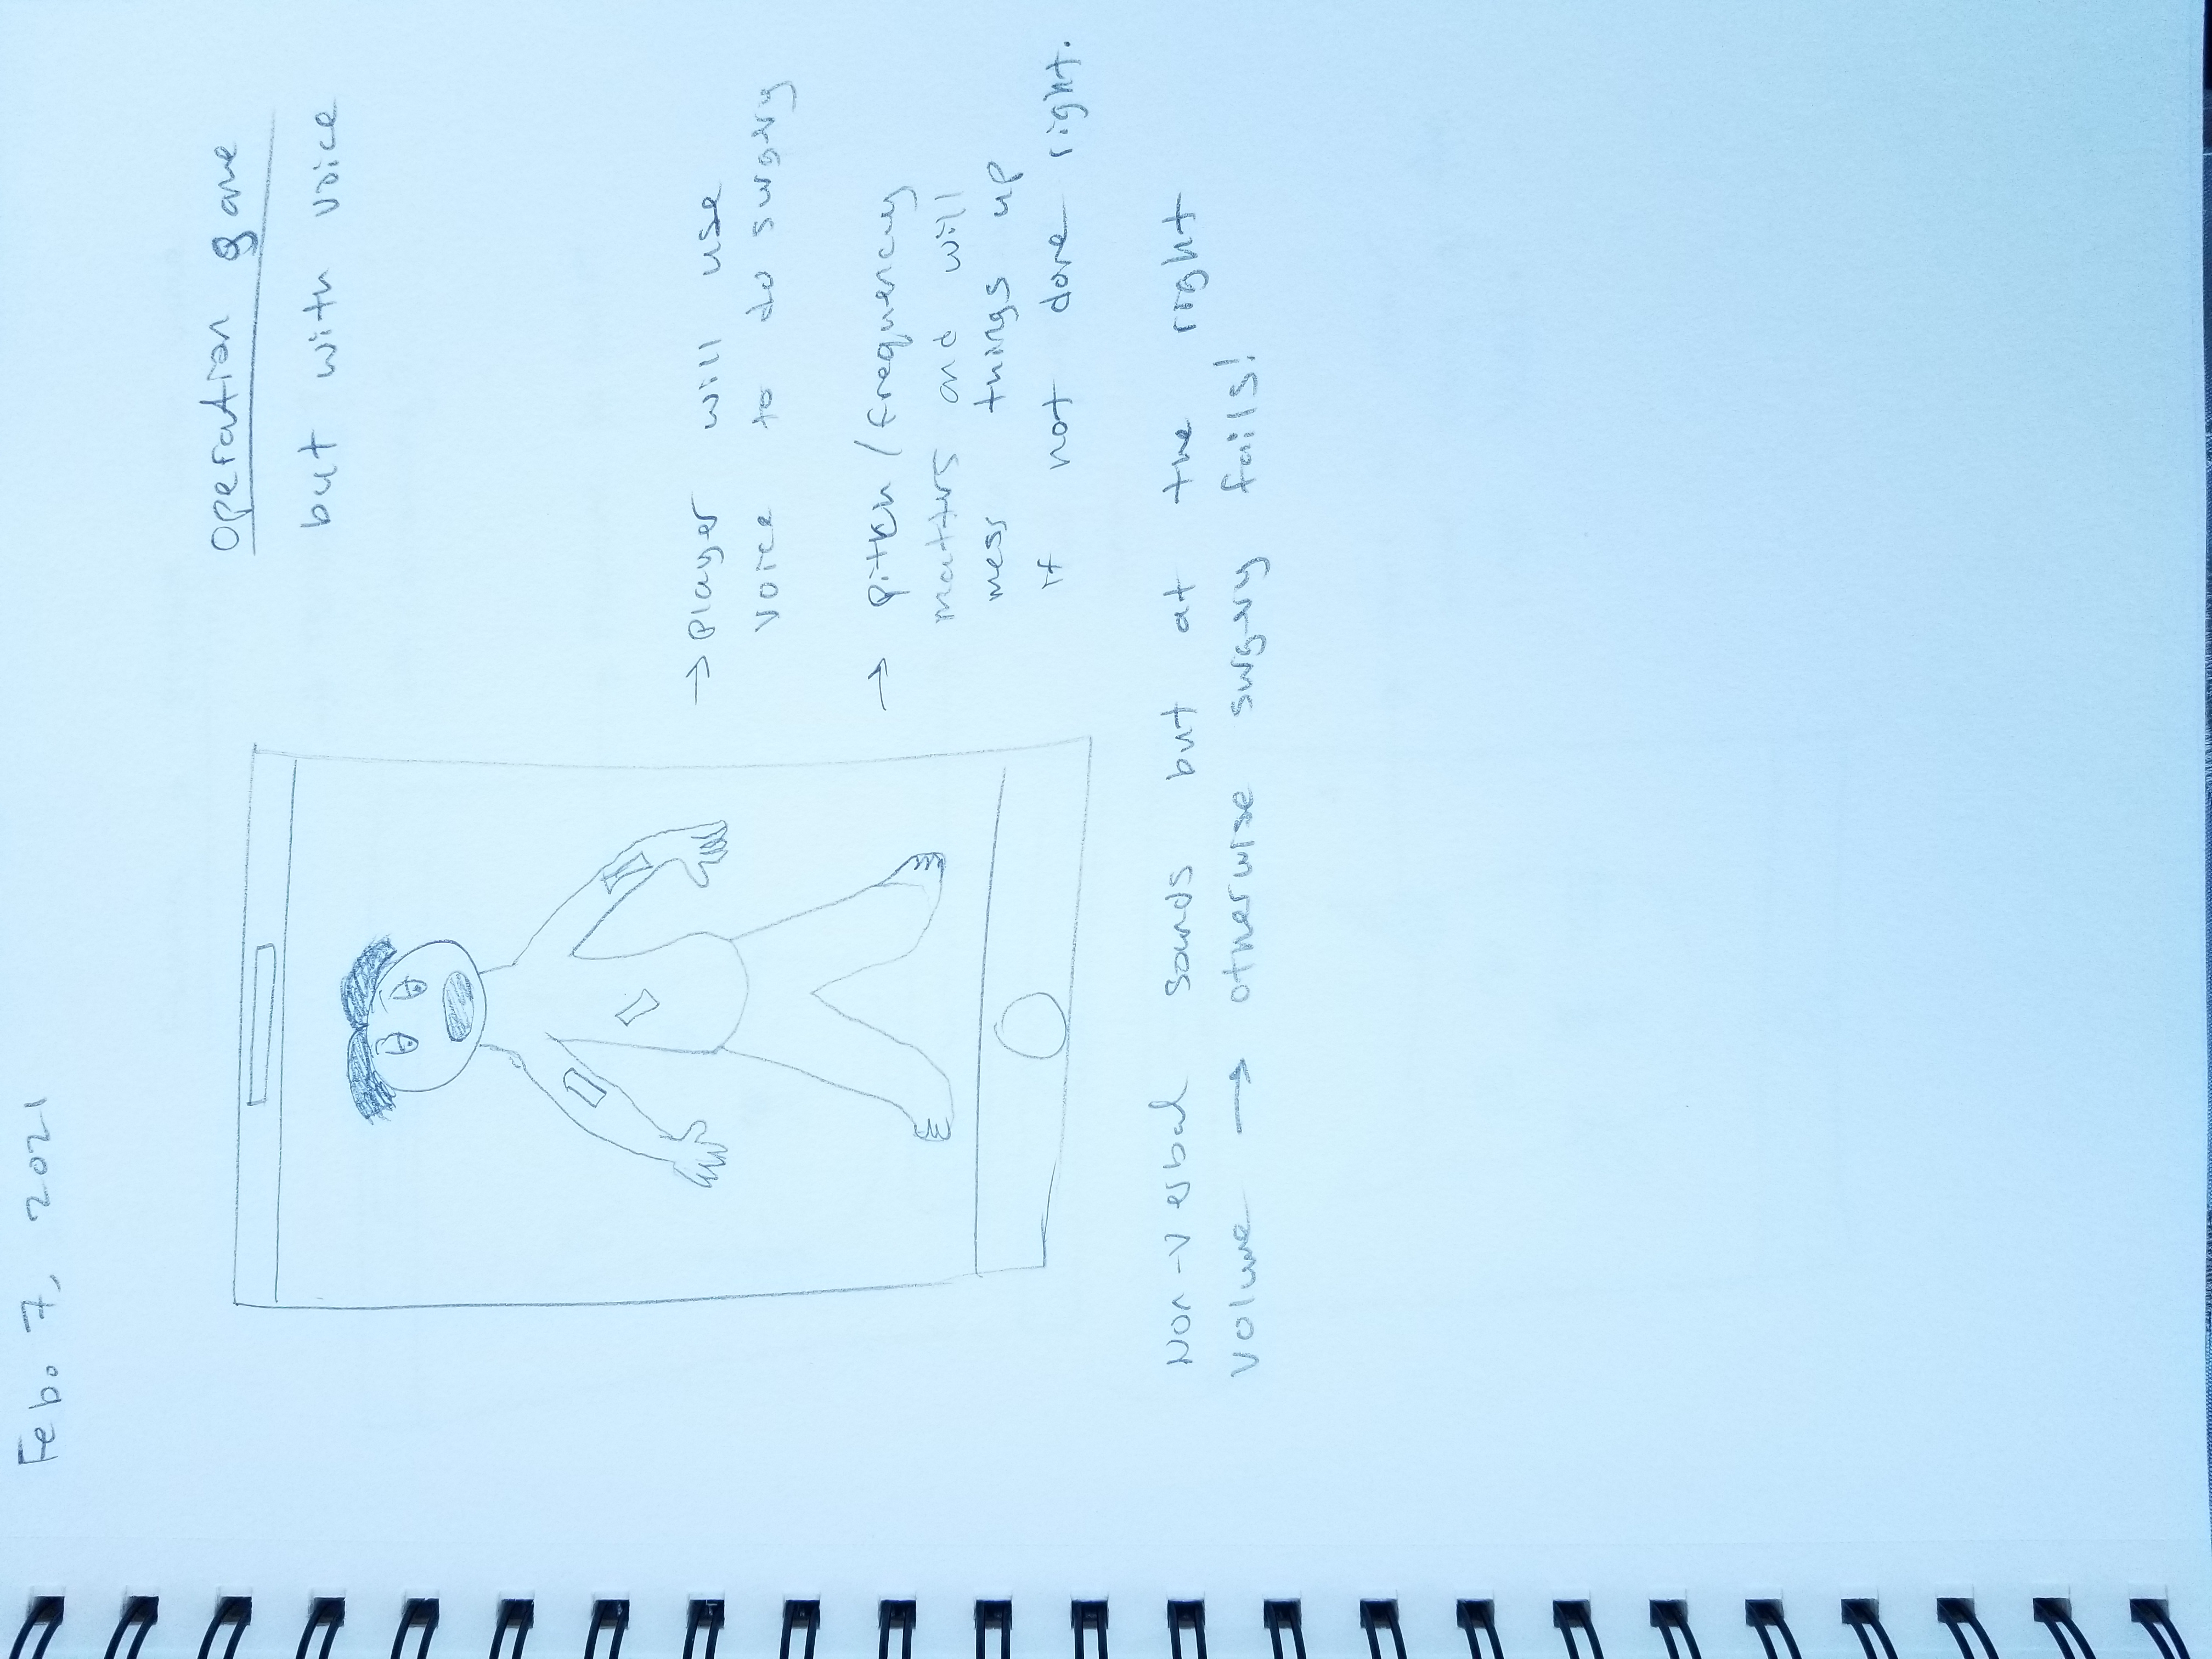 Feb. 7, 2021
Operation game
but with voice
→ player will use
voice to do surgery
→ pitch/frequency
matters and will
mess things up
if not done right.
Non-verbal sounds but at the right
volume → otherwise surgery fails!